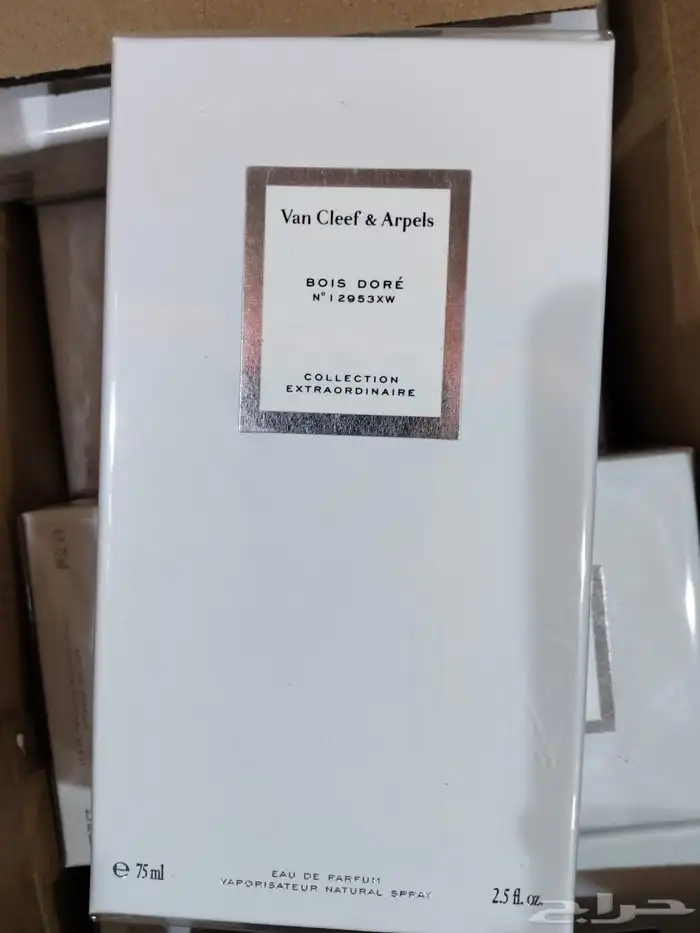 Van Cleef & Arpels
BOIS DORÉ
N° 12953XW
COLLECTION
EXTRAORDINAIRE
℮ 75 ml
EAU DE PARFUM
VAPORISATEUR NATURAL SPRAY
2.5 fl. oz.
حراج